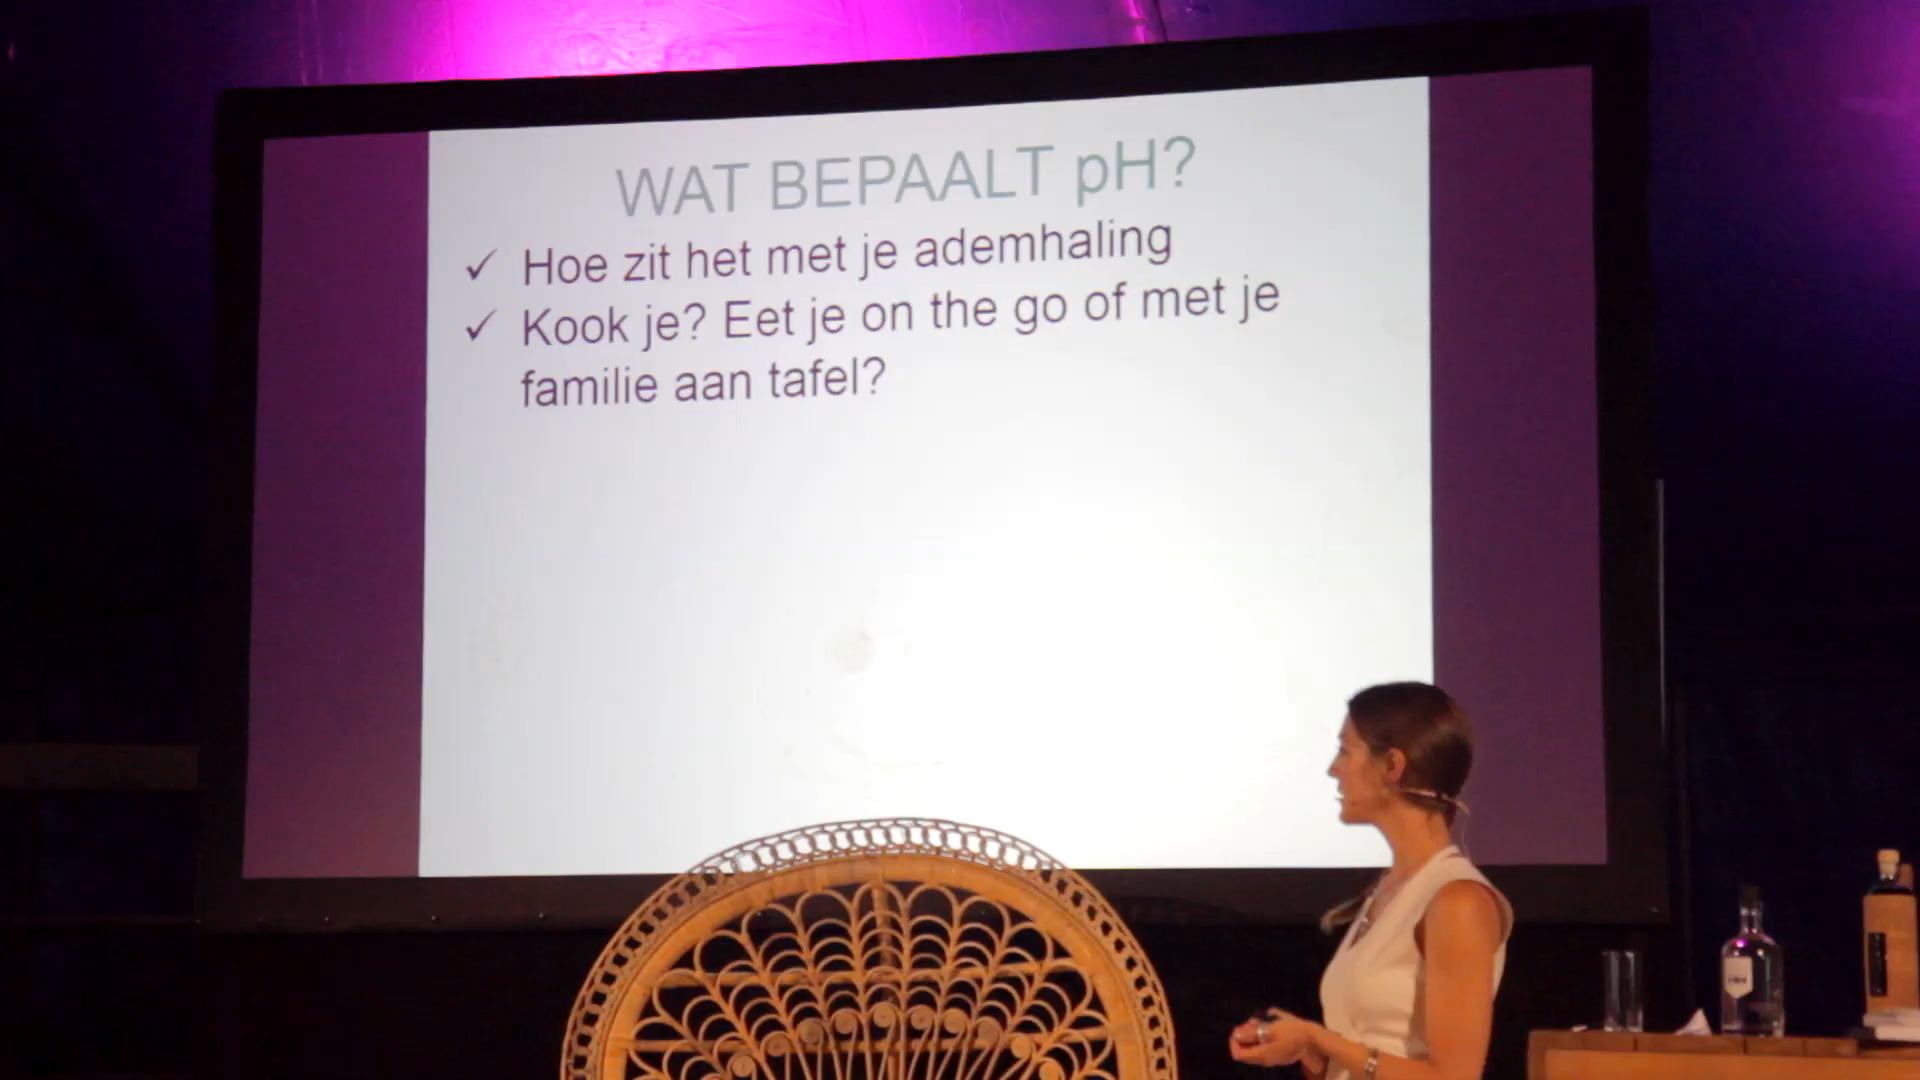 WAT BEPAALT pH?
✓ Hoe zit het met je ademhaling
✓ Kook je? Eet je on the go of met je
familie aan tafel?